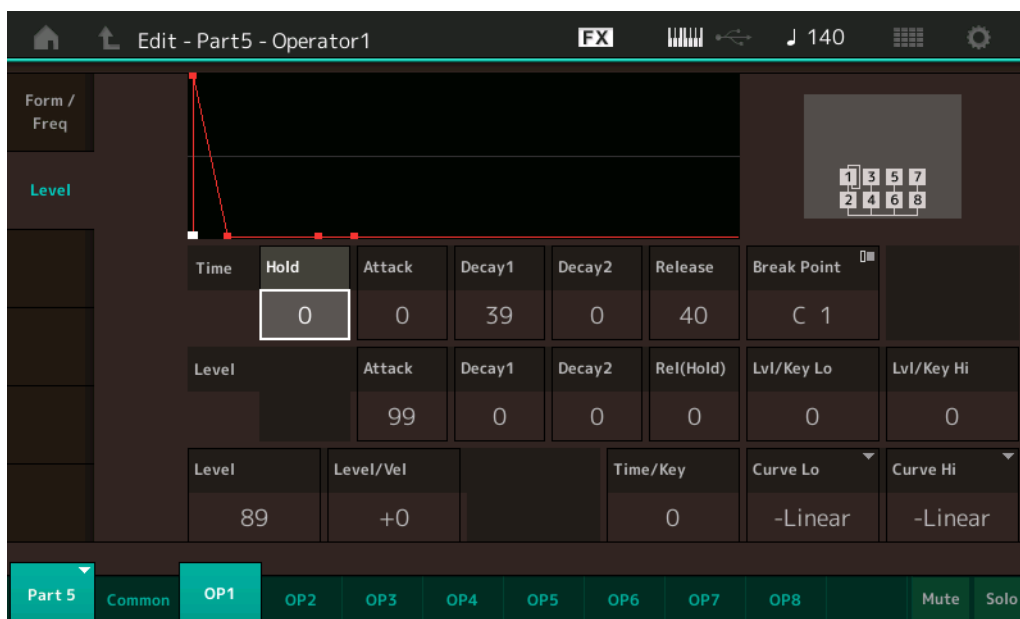 Edit - Part5 - Operator1 FX ♩ 140
Form /
Freq
Level
1 3 5 7
2 4 6 8
Time Hold Attack Decay1 Decay2 Release Break Point
0 0 39 0 40 C 1
Level Attack Decay1 Decay2 Rel(Hold) Lvl/Key Lo Lvl/Key Hi
99 0 0 0 0 0
Level Level/Vel Time/Key Curve Lo Curve Hi
89 +0 0 -Linear -Linear
Part 5 Common OP1 OP2 OP3 OP4 OP5 OP6 OP7 OP8 Mute Solo